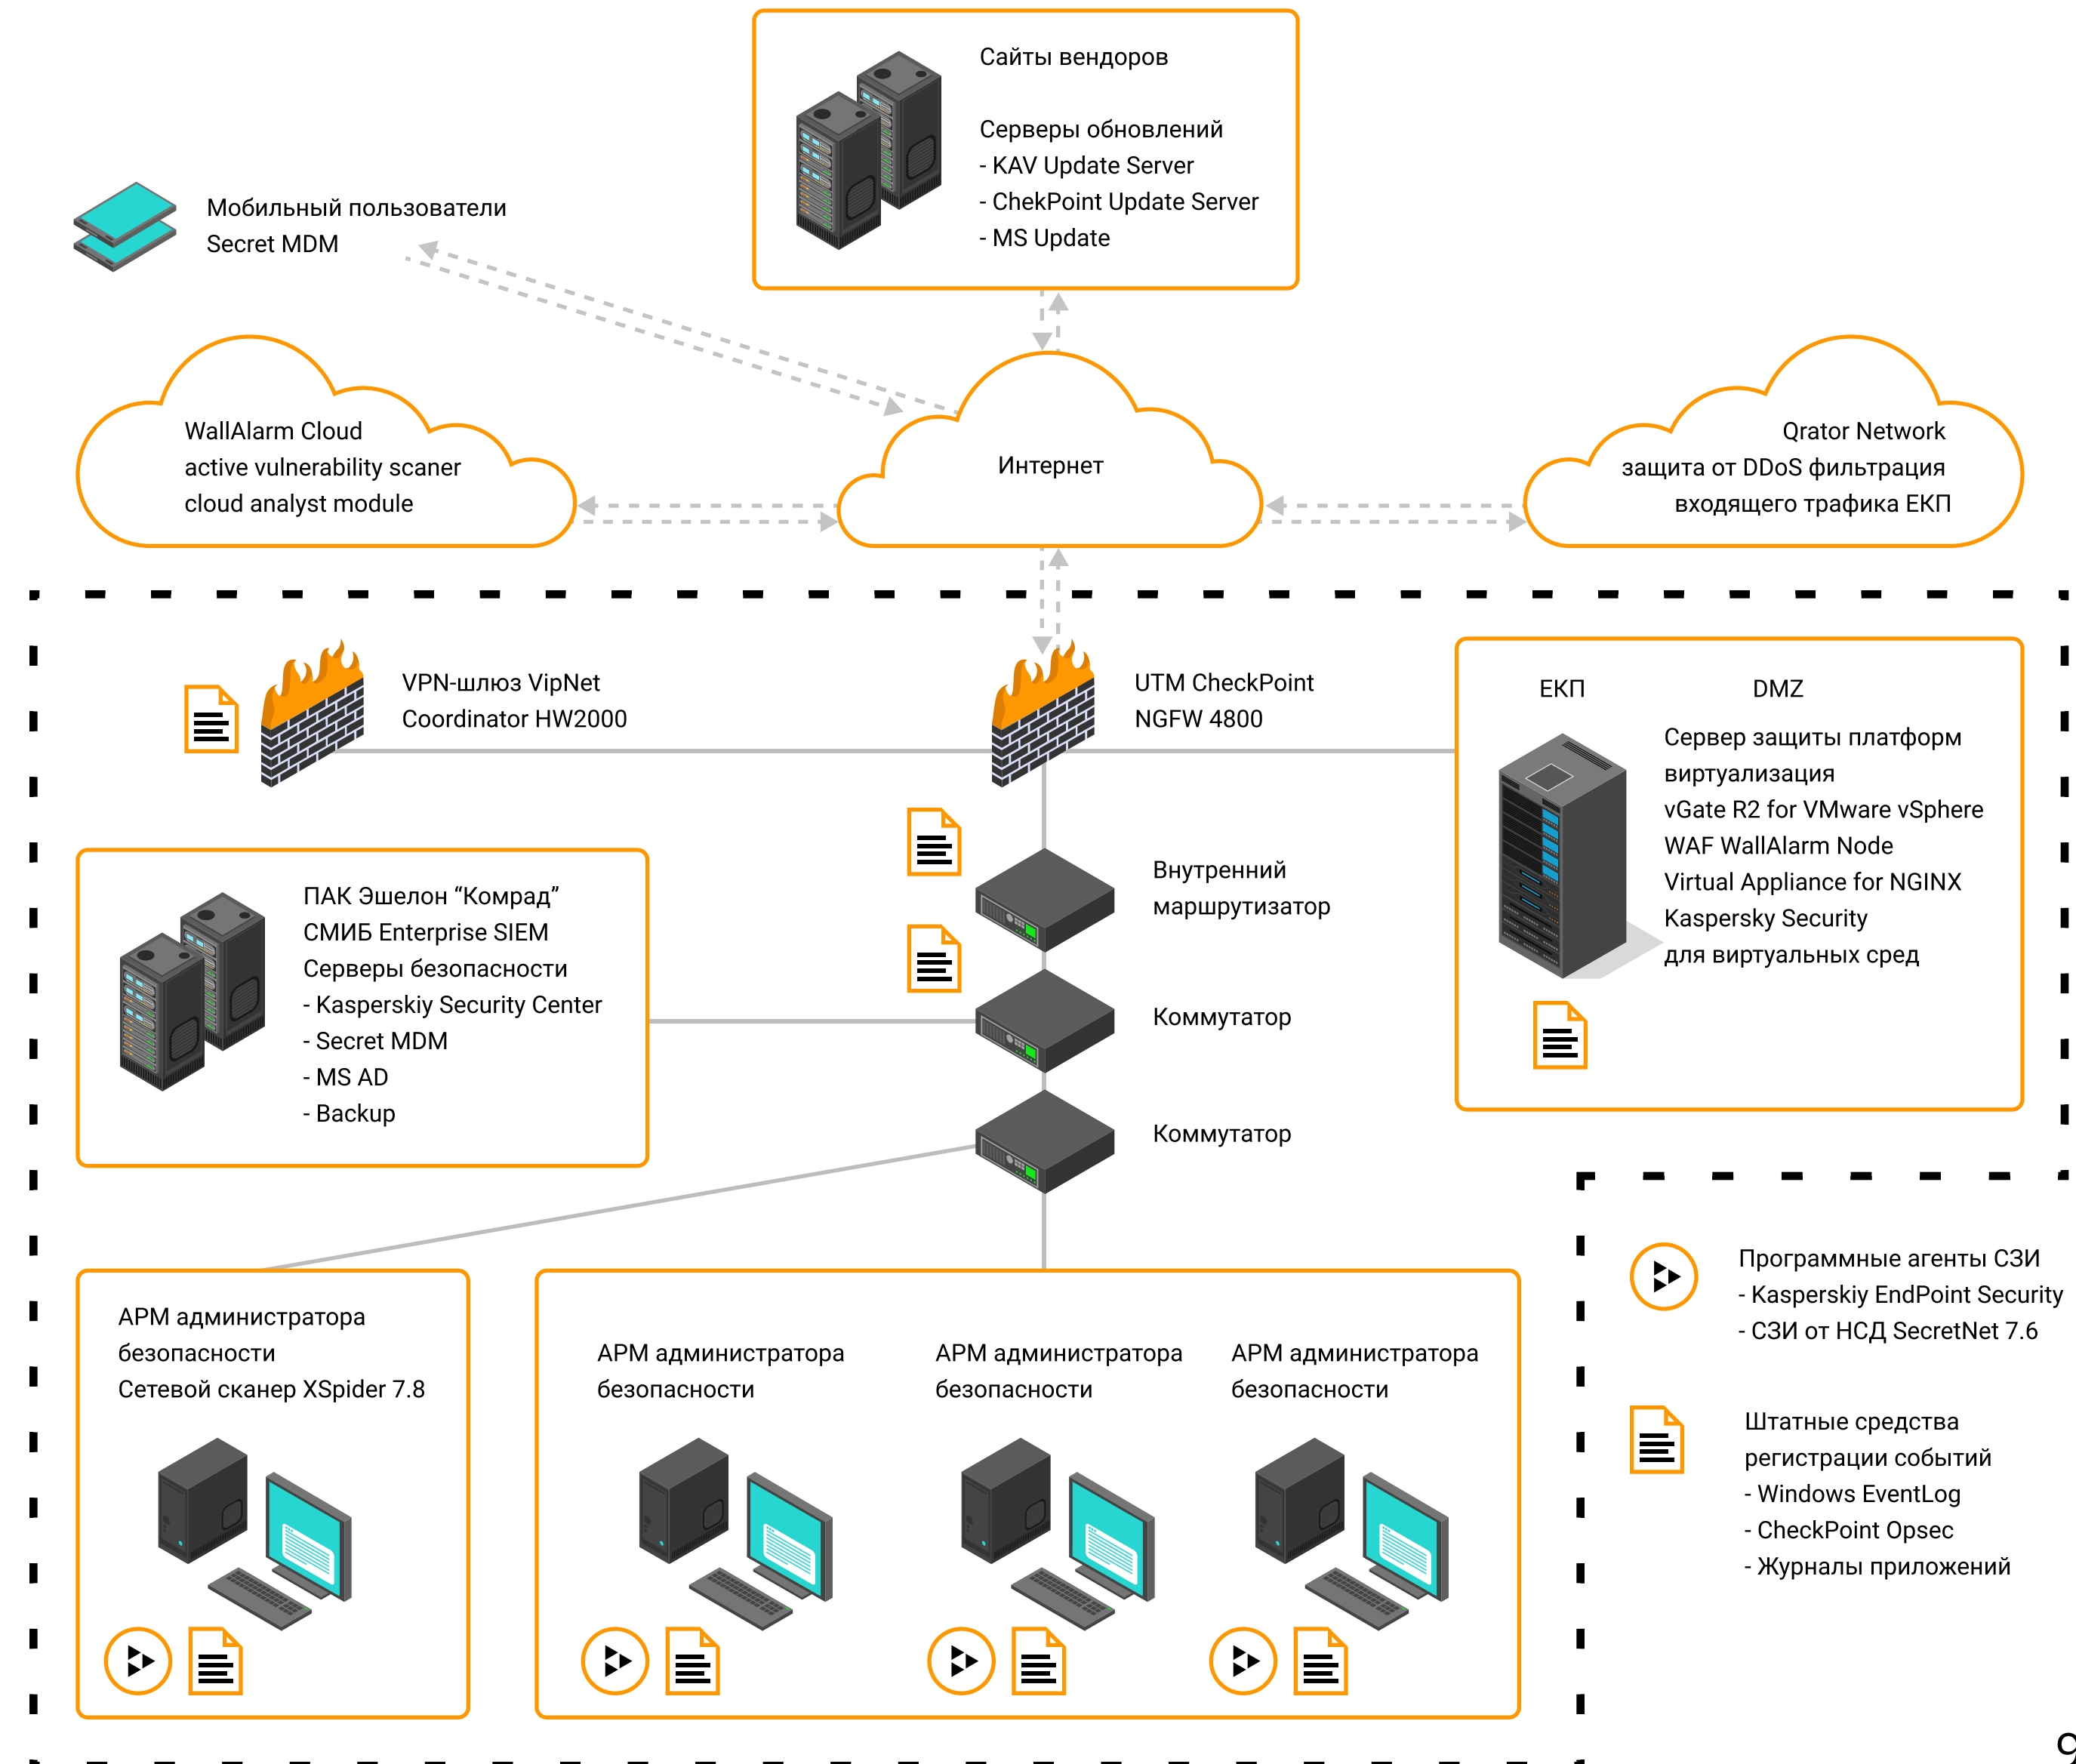 Сайты вендоров
Серверы обновлений
- KAV Update Server
- ChekPoint Update Server
- MS Update
Мобильный пользователи
Secret MDM
WallAlarm Cloud
active vulnerability scaner
cloud analyst module
Интернет
Qrator Network
защита от DDoS фильтрация
входящего трафика ЕКП
VPN-шлюз VipNet
Coordinator HW2000
UTM CheckPoint
NGFW 4800
ЕКП
DMZ
Сервер защиты платформ
виртуализация
vGate R2 for VMware vSphere
WAF WallAlarm Node
Virtual Appliance for NGINX
Kaspersky Security
для виртуальных сред
ПАК Эшелон “Комрад”
СМИБ Enterprise SIEM
Серверы безопасности
- Kasperskiy Security Center
- Secret MDM
- MS AD
- Backup
Внутренний
маршрутизатор
Коммутатор
Коммутатор
АРМ администратора
безопасности
Сетевой сканер XSpider 7.8
АРМ администратора
безопасности
АРМ администратора
безопасности
АРМ администратора
безопасности
Программные агенты СЗИ
- Kasperskiy EndPoint Security
- СЗИ от НСД SecretNet 7.6
Штатные средства
регистрации событий
- Windows EventLog
- CheckPoint Opsec
- Журналы приложений
9